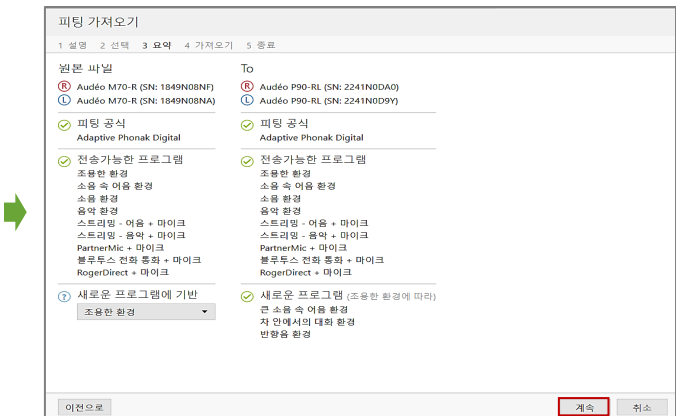 피팅 가져오기
1 설명 2 선택 3 요약 4 가져오기 5 종료
원본 파일
R Audéo M70-R (SN: 1849N08NF)
L Audéo M70-R (SN: 1849N08NA)
피팅 공식
Adaptive Phonak Digital
전송가능한 프로그램
조용한 환경
소음 속 어음 환경
소음 환경
음악 환경
스트리밍 - 어음 + 마이크
스트리밍 - 음악 + 마이크
PartnerMic + 마이크
블루투스 전화 통화 + 마이크
RogerDirect + 마이크
? 새로운 프로그램에 기반
조용한 환경
To
R Audéo P90-RL (SN: 2241N0DA0)
L Audéo P90-RL (SN: 2241N0D9Y)
피팅 공식
Adaptive Phonak Digital
전송가능한 프로그램
조용한 환경
소음 속 어음 환경
소음 환경
음악 환경
스트리밍 - 어음 + 마이크
스트리밍 - 음악 + 마이크
PartnerMic + 마이크
블루투스 전화 통화 + 마이크
RogerDirect + 마이크
새로운 프로그램 (조용한 환경에 따라)
큰 소음 속 어음 환경
차 안에서의 대화 환경
반향음 환경
이전으로
계속
취소